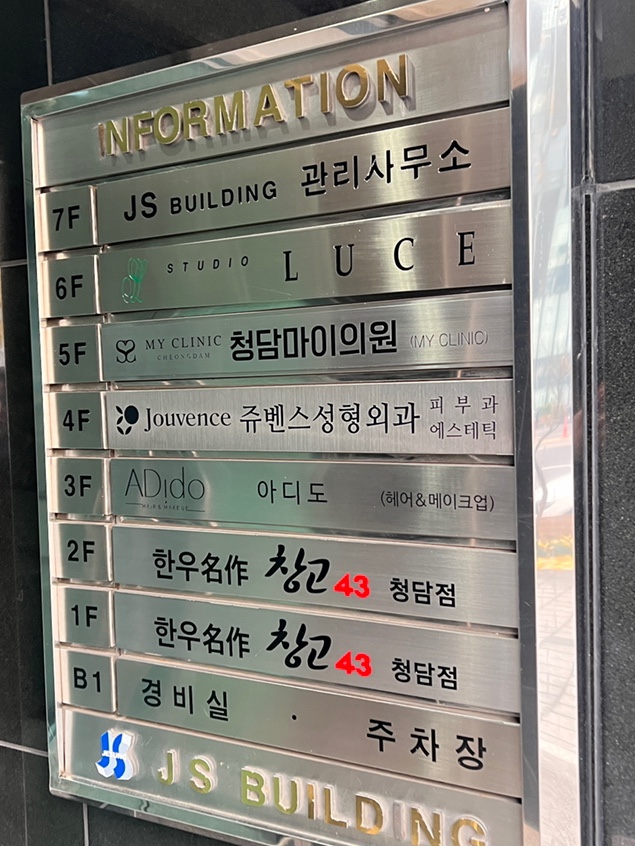 INFORMATION
7F JS BUILDING 관리사무소
6F STUDIO LUCE
5F MY CLINIC CHEONGDAM 청담마이의원 (MY CLINIC)
4F Jouvence 쥬벤스성형외과 피부과 에스테틱
3F ADido HAIR & MAKEUP 아디도 (헤어&메이크업)
2F 한우名作 창고43 청담점
1F 한우名作 창고43 청담점
B1 경비실 · 주차장
JS BUILDING